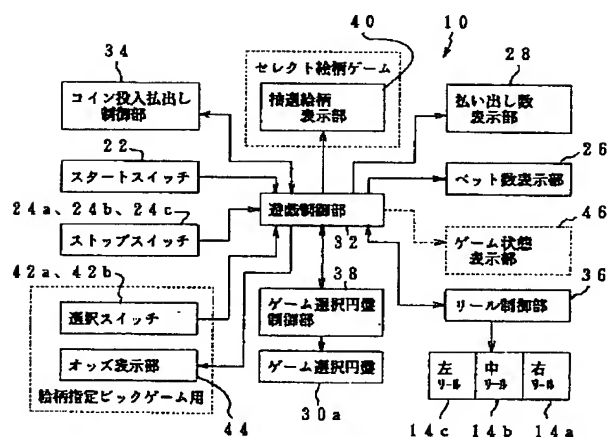 40
10
34
セレクト絵柄ゲーム
28
コイン投入払出し
制御部
抽選絵柄
表示部
払い出し数
表示部
22
26
スタートスイッチ
ベット数表示部
24a、24b、24c
遊戯制御部
46
ストップスイッチ
32
ゲーム状態
表示部
42a、42b
38
36
選択スイッチ
ゲーム選択円盤
制御部
リール制御部
オッズ表示部
ゲーム選択円盤
左
リール
中
リール
右
リール
絵柄指定ビックゲーム用
44
30a
14c
14b
14a